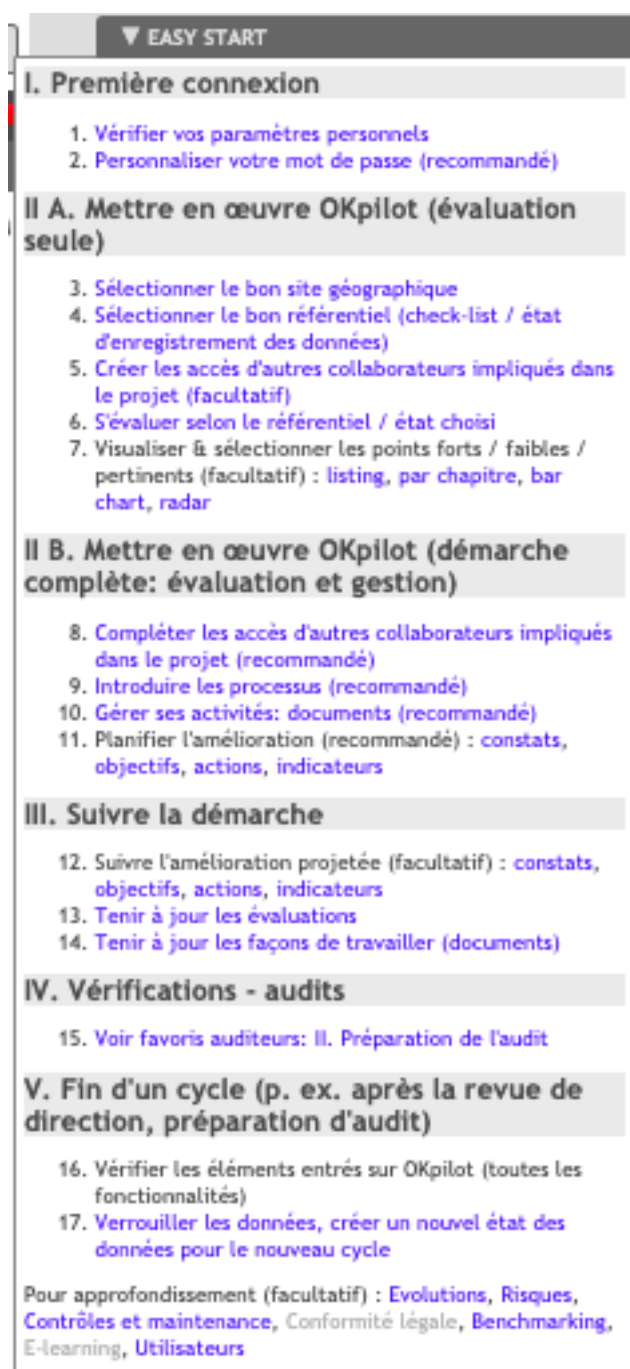 ▼ EASY START
I. Première connexion
1. Vérifier vos paramètres personnels
2. Personnaliser votre mot de passe (recommandé)
II A. Mettre en œuvre OKpilot (évaluation
seule)
3. Sélectionner le bon site géographique
4. Sélectionner le bon référentiel (check-list / état
d'enregistrement des données)
5. Créer les accès d'autres collaborateurs impliqués dans
le projet (facultatif)
6. S'évaluer selon le référentiel / état choisi
7. Visualiser & sélectionner les points forts / faibles /
pertinents (facultatif) : listing, par chapitre, bar
chart, radar
II B. Mettre en œuvre OKpilot (démarche
complète: évaluation et gestion)
8. Compléter les accès d'autres collaborateurs impliqués
dans le projet (recommandé)
9. Introduire les processus (recommandé)
10. Gérer ses activités: documents (recommandé)
11. Planifier l'amélioration (recommandé) : constats,
objectifs, actions, indicateurs
III. Suivre la démarche
12. Suivre l'amélioration projetée (facultatif) : constats,
objectifs, actions, indicateurs
13. Tenir à jour les évaluations
14. Tenir à jour les façons de travailler (documents)
IV. Vérifications - audits
15. Voir favoris auditeurs: II. Préparation de l'audit
V. Fin d'un cycle (p. ex. après la revue de
direction, préparation d'audit)
16. Vérifier les éléments entrés sur OKpilot (toutes les
fonctionnalités)
17. Verrouiller les données, créer un nouvel état des
données pour le nouveau cycle
Pour approfondissement (facultatif) : Evolutions, Risques,
Contrôles et maintenance, Conformité légale, Benchmarking,
E-learning, Utilisateurs